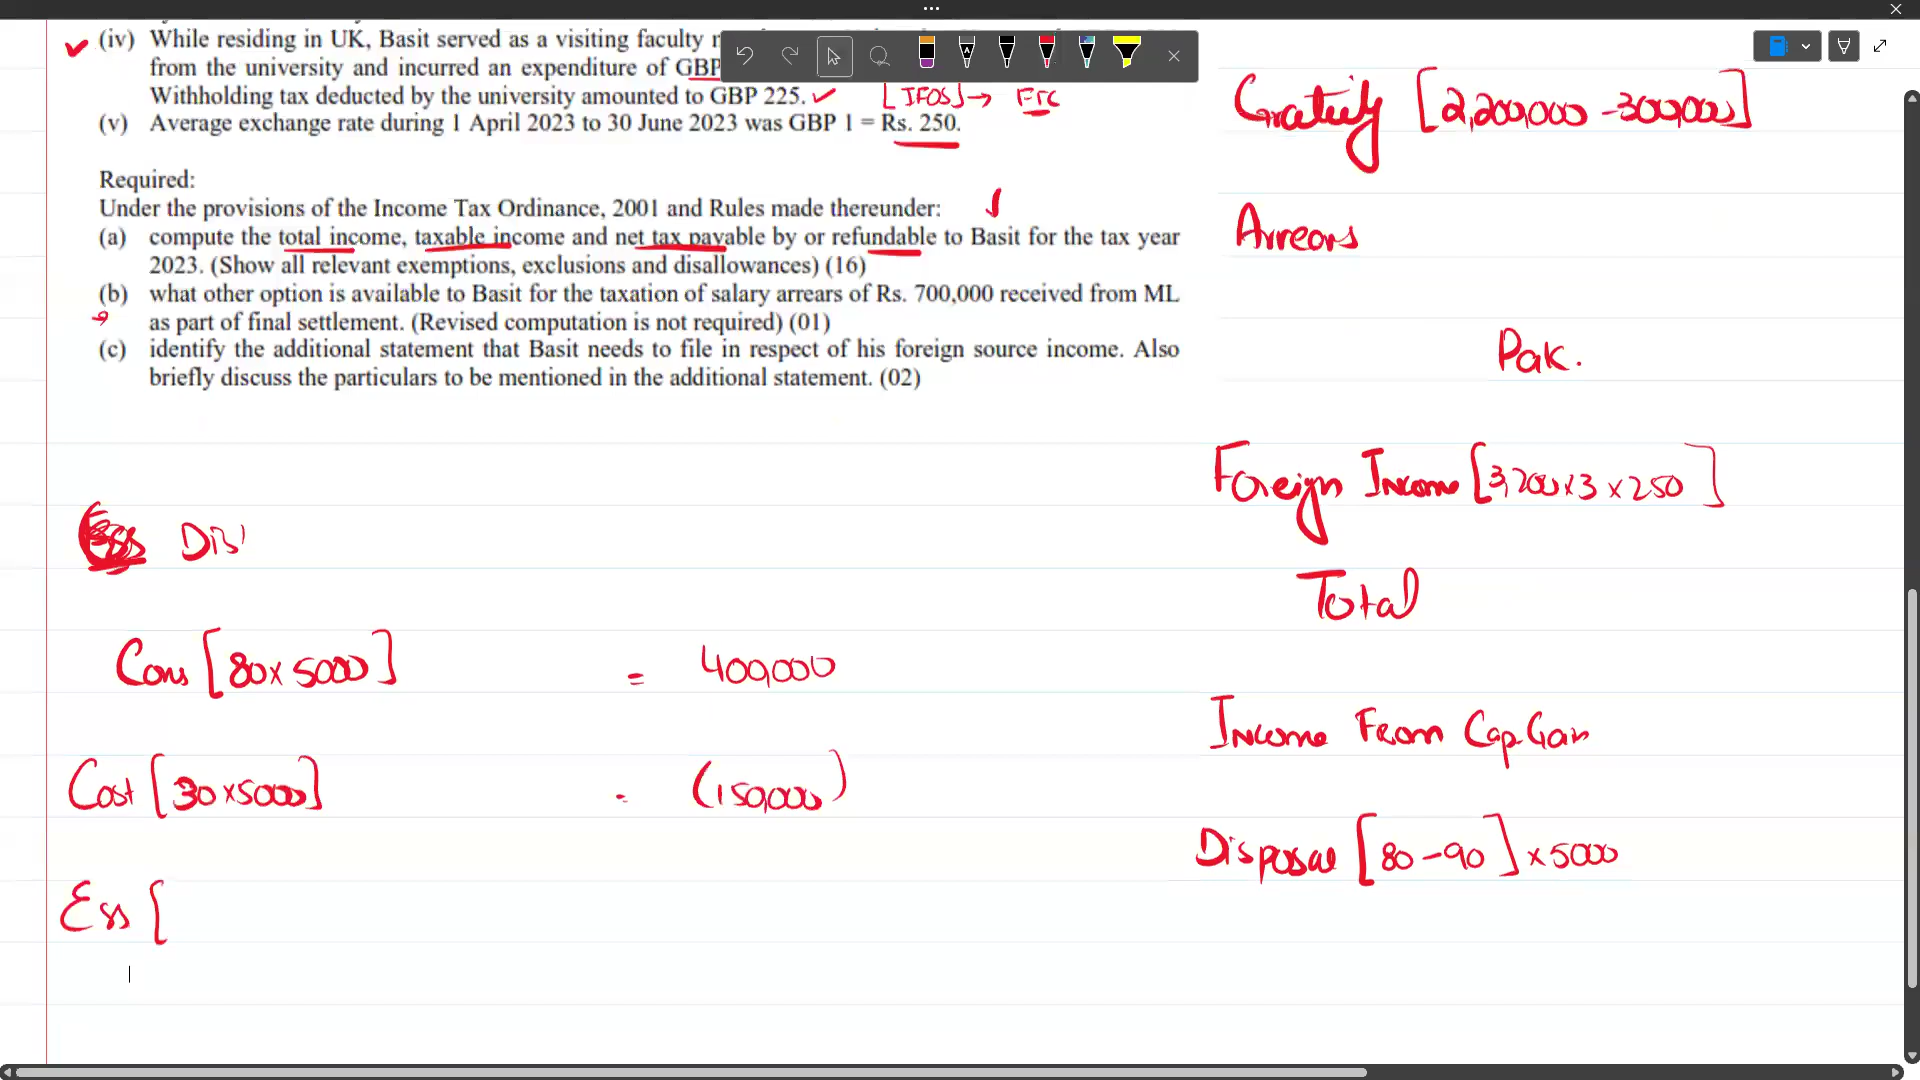 (iv) While residing in UK, Basit served as a visiting faculty
from the university and incurred an expenditure of GBP
Withholding tax deducted by the university amounted to GBP 225. [IFOS] → FTC
(v) Average exchange rate during 1 April 2023 to 30 June 2023 was GBP 1 = Rs. 250.
Required:
Under the provisions of the Income Tax Ordinance, 2001 and Rules made thereunder:
(a) compute the total income, taxable income and net tax payable by or refundable to Basit for the tax year
2023. (Show all relevant exemptions, exclusions and disallowances) (16)
(b) what other option is available to Basit for the taxation of salary arrears of Rs. 700,000 received from ML
as part of final settlement. (Revised computation is not required) (01)
(c) identify the additional statement that Basit needs to file in respect of his foreign source income. Also
briefly discuss the particulars to be mentioned in the additional statement. (02)
Cons [80x 5000] = 400,000
Cost [30 x5000] (150,000)
Ess [
Gratuity [2,200,000 - 300,000]
Arrears
Pak.
Foreign Income [3,200 x 3 x 250]
Total
Income From Cap. Gain
Disposal [80 - 90] x 5000